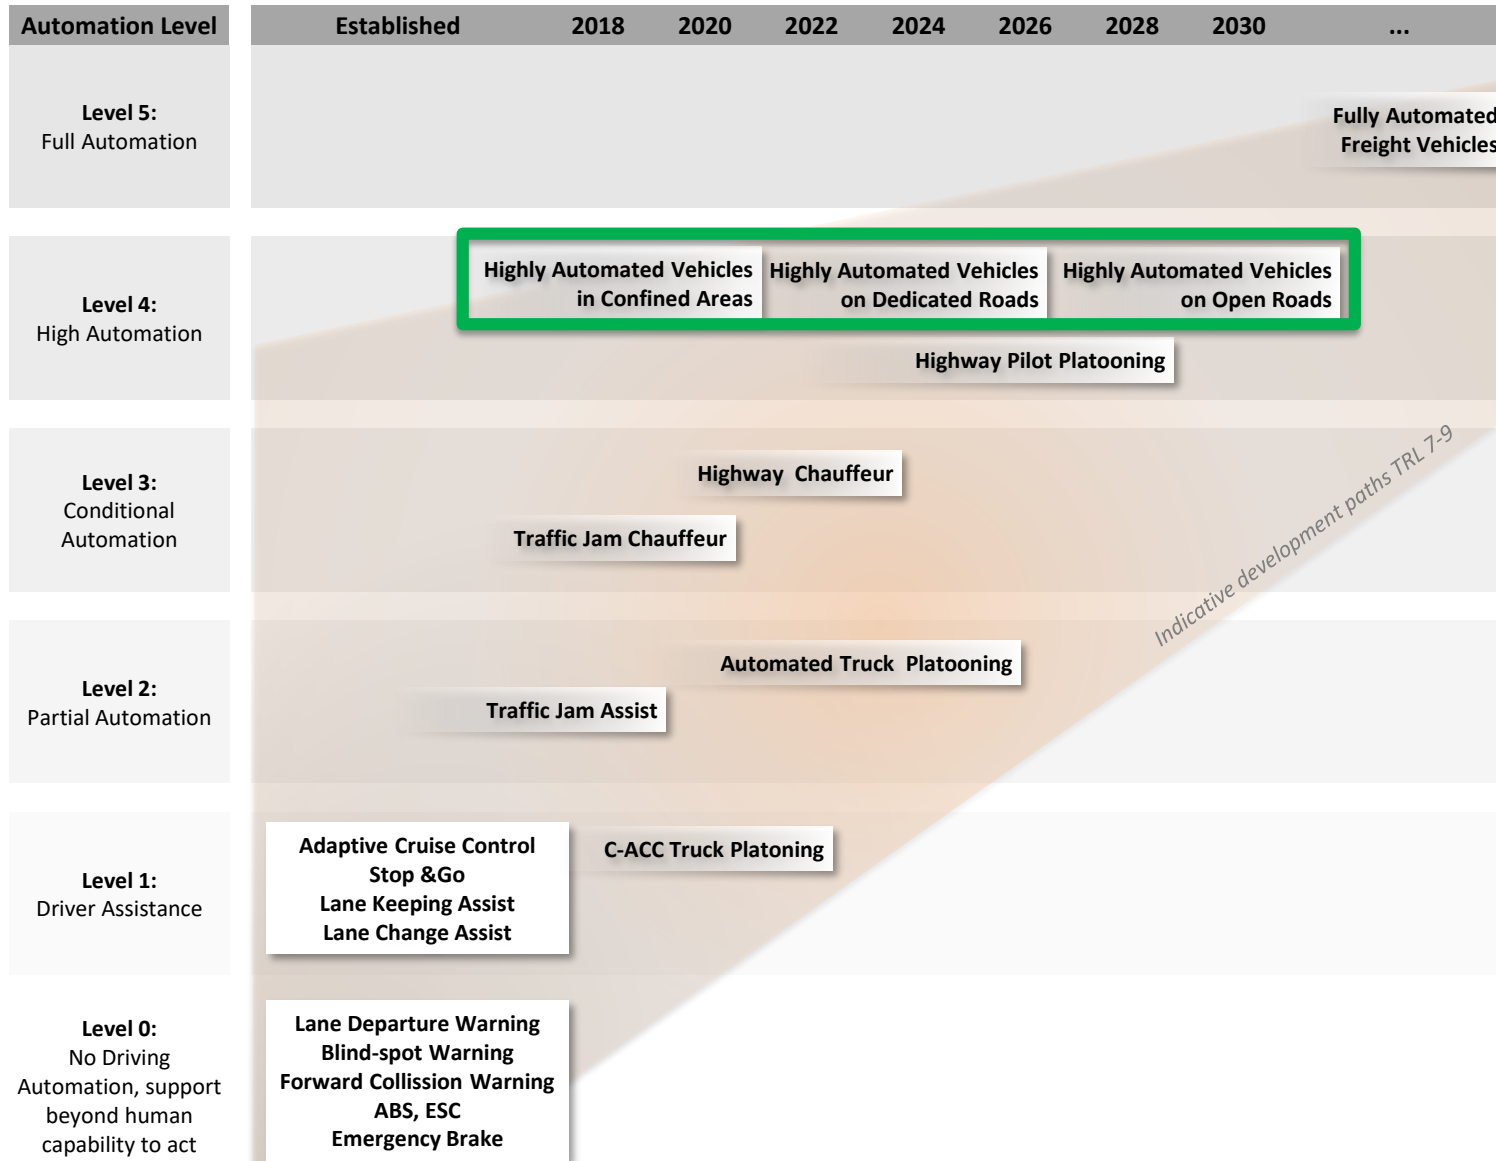 Automation Level Established 2018 2020 2022 2024 2026 2028 2030 ...
Level 5:
Full Automation
Fully Automated
Freight Vehicles
Level 4:
High Automation
Highly Automated Vehicles
in Confined Areas
Highly Automated Vehicles
on Dedicated Roads
Highly Automated Vehicles
on Open Roads
Highway Pilot Platooning
Level 3:
Conditional
Automation
Highway Chauffeur
Traffic Jam Chauffeur
Indicative development paths TRL 7-9
Level 2:
Partial Automation
Automated Truck Platooning
Traffic Jam Assist
Level 1:
Driver Assistance
Adaptive Cruise Control
Stop &Go
Lane Keeping Assist
Lane Change Assist
C-ACC Truck Platoning
Level 0:
No Driving
Automation, support
beyond human
capability to act
Lane Departure Warning
Blind-spot Warning
Forward Collission Warning
ABS, ESC
Emergency Brake